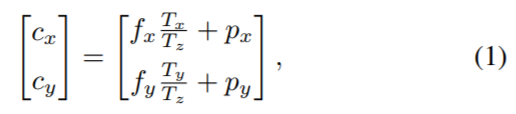 [c_x] = [f_x T_x/T_z + p_x]
[c_y] = [f_y T_y/T_z + p_y] , (1)